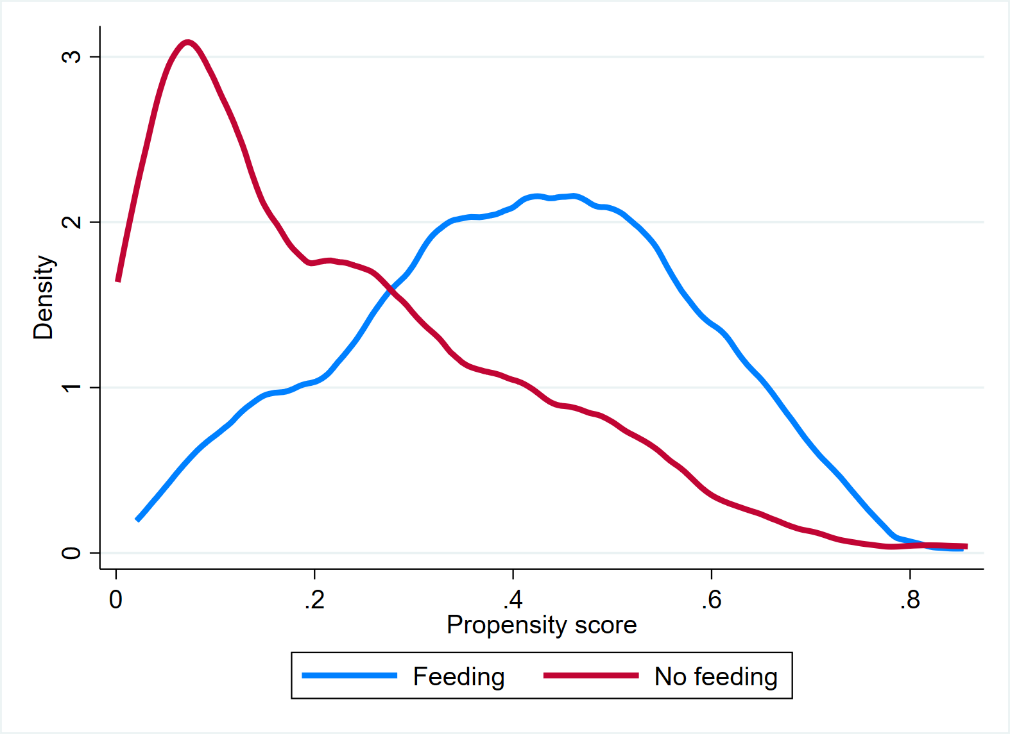 3
2
1
0
Density
0 .2 .4 .6 .8
Propensity score
Feeding No feeding